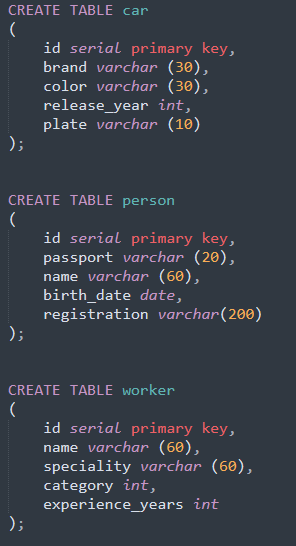 CREATE TABLE car
(
    id serial primary key,
    brand varchar (30),
    color varchar (30),
    release_year int,
    plate varchar (10)
);
CREATE TABLE person
(
    id serial primary key,
    passport varchar (20),
    name varchar (60),
    birth_date date,
    registration varchar(200)
);
CREATE TABLE worker
(
    id serial primary key,
    name varchar (60),
    speciality varchar (60),
    category int,
    experience_years int
);